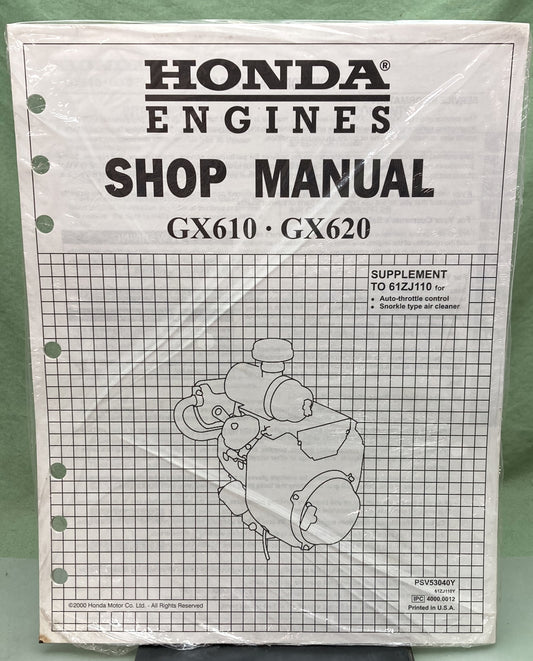 HONDA®
ENGINES
SHOP MANUAL
GX610 · GX620
SUPPLEMENT
TO 61ZJ110 for
• Auto-throttle control
• Snorkle type air cleaner
PSV53040Y
61ZJ110Y
IPC 4000.0012
Printed in U.S.A.
©2000 Honda Motor Co. Ltd. - All Rights Reserved